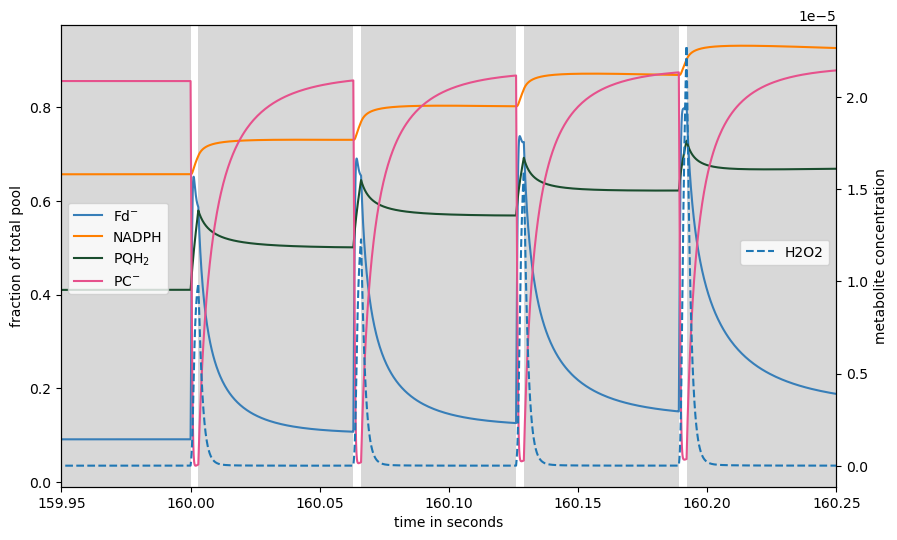 1e−5
fraction of total pool
0.8
0.6
0.4
0.2
0.0
Fd⁻
NADPH
PQH₂
PC⁻
H2O2
2.0
1.5
1.0
0.5
0.0
metabolite concentration
159.95 160.00 160.05 160.10 160.15 160.20 160.25
time in seconds